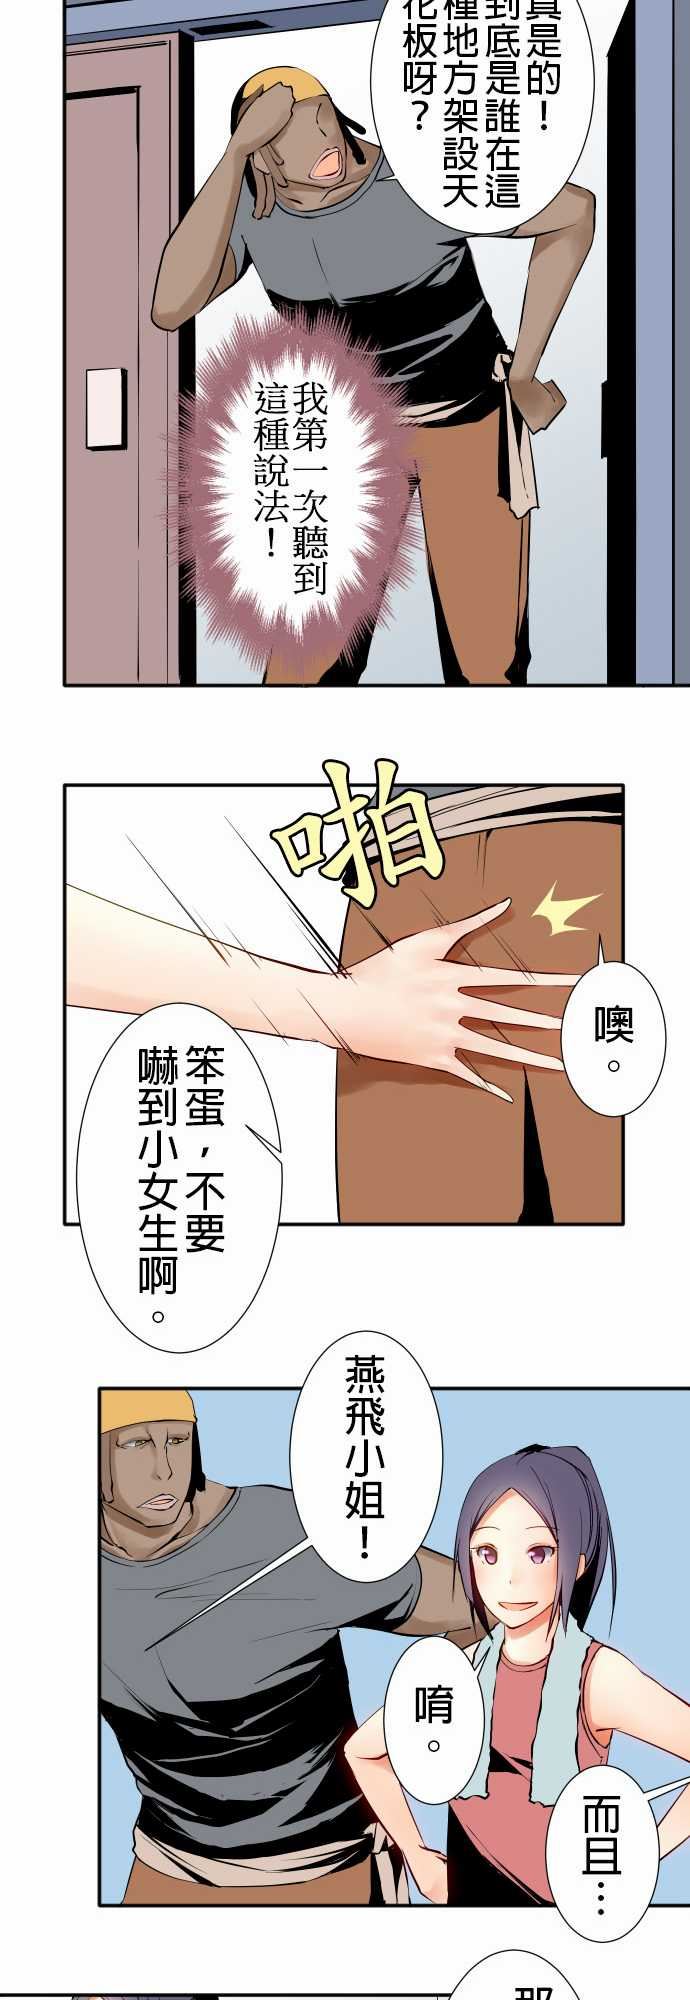 真是的！
到底是誰在這
種地方架設天
花板呀？
我第一次聽到
這種說法！
啪
噢。
笨蛋，不要
嚇到小女生啊。
燕飛小姐！
唷。
而且…
那